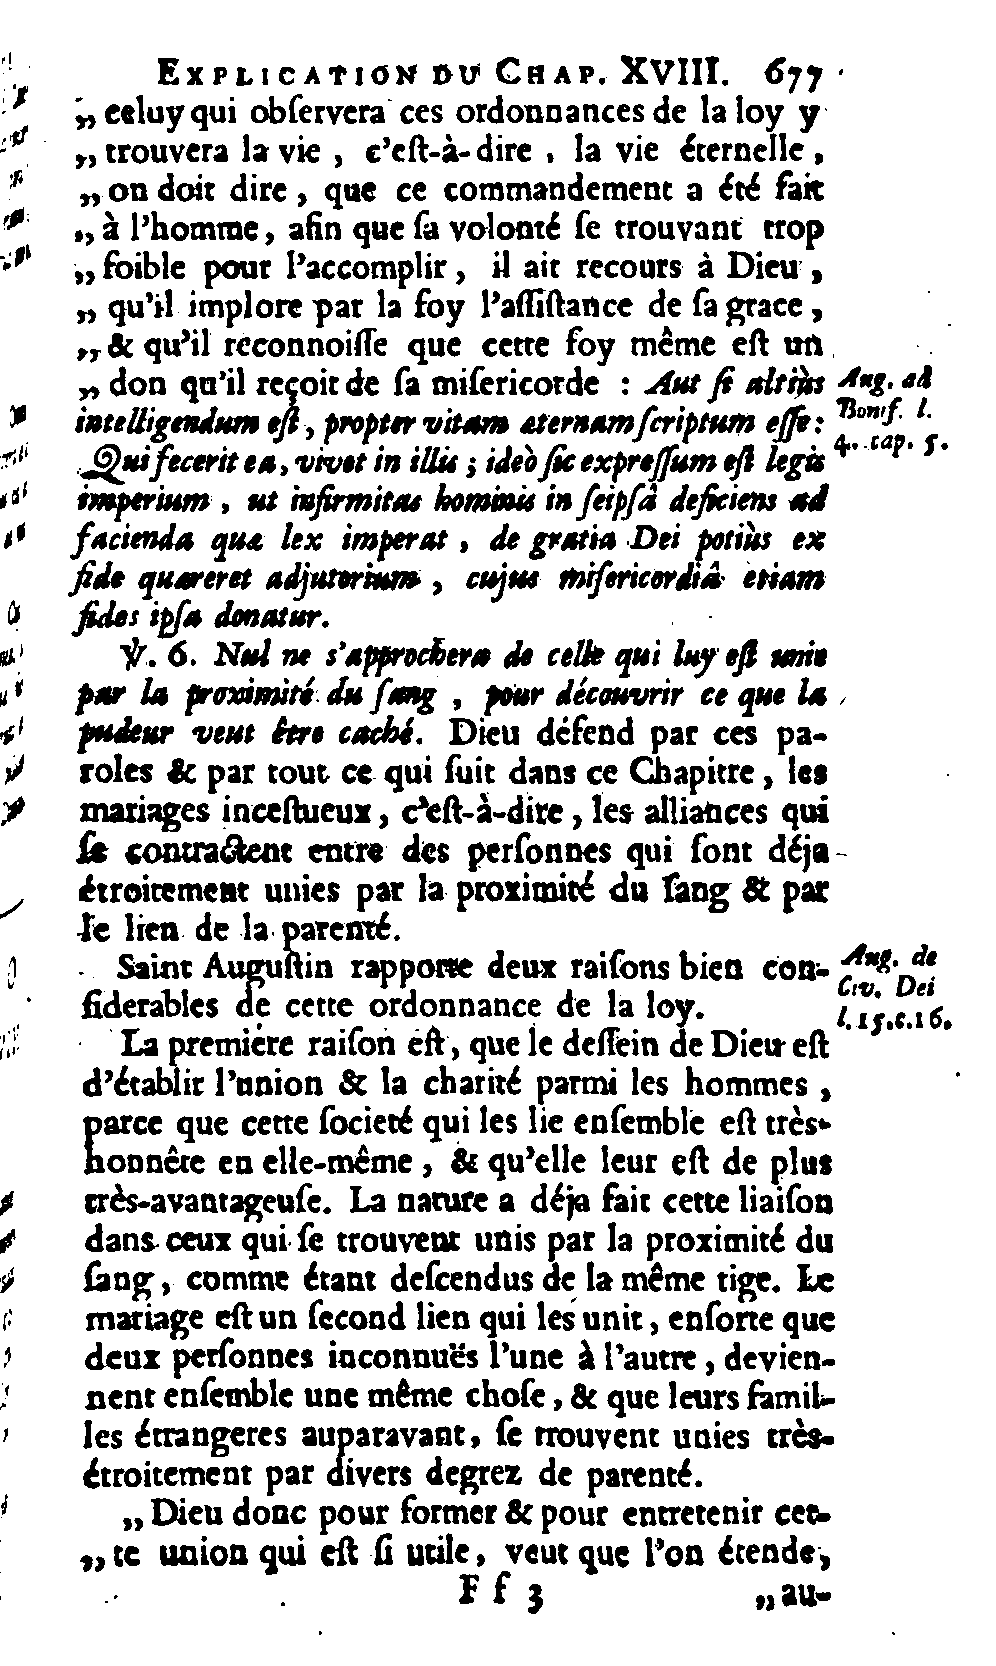 EXPLICATION DU CHAP. XVIII. 677
„ celuy qui obſervera ces ordonnances de la loy y
„ trouvera la vie, c'eſt-à-dire, la vie éternelle,
„ on doit dire, que ce commandement a été fait
„ à l'homme, afin que ſa volonté ſe trouvant trop
„ foible pour l'accomplir, il ait recours à Dieu,
„ qu'il implore par la foy l'aſſiſtance de ſa grace,
„ & qu'il reconnoiſſe que cette foy même eſt un
„ don qu'il reçoit de ſa miſericorde : Aut ſi altiùs
intelligendum eſt, propter vitam æternam ſcriptum eſſe:
Qui fecerit ea, vivet in illis; ideò ſic expreſſum eſt legis
imperium, ut infirmitas hominis in ſeipſâ deficiens ad
facienda quæ lex imperat, de gratia Dei potiùs ex
fide quæreret adjutorium, cujus miſericordiâ etiam
fides ipſa donatur.
Aug. ad
Bonif. l.
4. cap. 5.
℣. 6. Nul ne s'approchera de celle qui luy eſt unie
par la proximité du ſang, pour découvrir ce que la
pudeur veut être caché. Dieu défend par ces pa-
roles & par tout ce qui ſuit dans ce Chapitre, les
mariages inceſtueux, c'eſt-à-dire, les alliances qui
ſe contractent entre des perſonnes qui ſont déja
étroitement unies par la proximité du ſang & par
le lien de la parenté.
Saint Auguſtin rapporte deux raiſons bien con-
ſiderables de cette ordonnance de la loy.
Aug. de
Civ. Dei
l. 15. c. 16.
La premiere raiſon eſt, que le deſſein de Dieu eſt
d'établir l'union & la charité parmi les hommes,
parce que cette ſocieté qui les lie enſemble eſt très-
honnête en elle-même, & qu'elle leur eſt de plus
très-avantageuſe. La nature a déja fait cette liaiſon
dans ceux qui ſe trouvent unis par la proximité du
ſang, comme étant deſcendus de la même tige. Le
mariage eſt un ſecond lien qui les unit, enſorte que
deux perſonnes inconnuës l'une à l'autre, devien-
nent enſemble une même choſe, & que leurs famil-
les étrangeres auparavant, ſe trouvent unies très-
étroitement par divers degrez de parenté.
„ Dieu donc pour former & pour entretenir cet-
„ te union qui eſt ſi utile, veut que l'on étende,
F f 3
„ au-